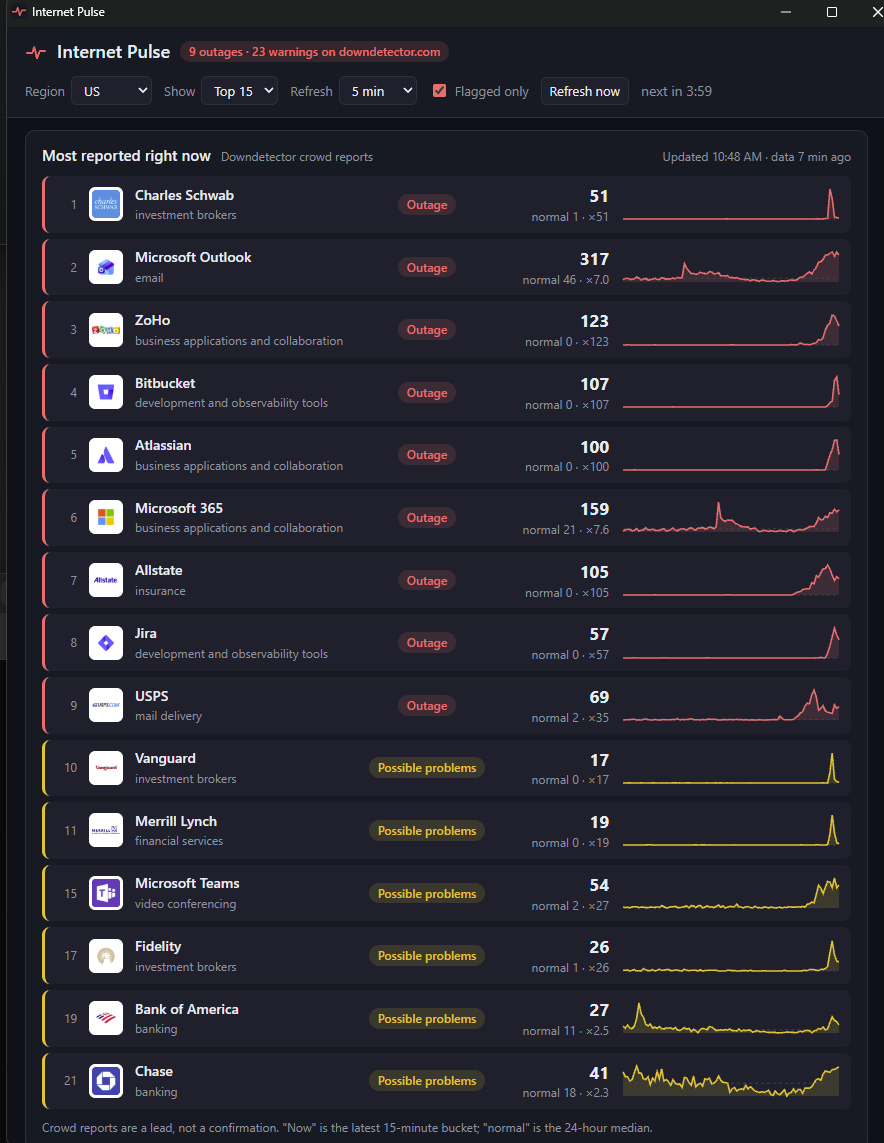 Internet Pulse
Internet Pulse 9 outages · 23 warnings on downdetector.com
Region US Show Top 15 Refresh 5 min Flagged only Refresh now next in 3:59
Most reported right now Downdetector crowd reports Updated 10:48 AM · data 7 min ago
1 charles SCHWAB Charles Schwab Outage 51
investment brokers normal 1 · ×51
2 Microsoft Outlook Outage 317
email normal 46 · ×7.0
3 ZOHO ZoHo Outage 123
business applications and collaboration normal 0 · ×123
4 Bitbucket Outage 107
development and observability tools normal 0 · ×107
5 Atlassian Outage 100
business applications and collaboration normal 0 · ×100
6 Microsoft 365 Outage 159
business applications and collaboration normal 21 · ×7.6
7 Allstate Allstate Outage 105
insurance normal 0 · ×105
8 Jira Outage 57
development and observability tools normal 0 · ×57
9 USPS.COM USPS Outage 69
mail delivery normal 2 · ×35
10 Vanguard Vanguard Possible problems 17
investment brokers normal 0 · ×17
11 MERRILL Merrill Lynch Possible problems 19
financial services normal 0 · ×19
15 T Microsoft Teams Possible problems 54
video conferencing normal 2 · ×27
17 Fidelity Possible problems 26
investment brokers normal 1 · ×26
19 Bank of America Possible problems 27
banking normal 11 · ×2.5
21 Chase Possible problems 41
banking normal 18 · ×2.3
Crowd reports are a lead, not a confirmation. "Now" is the latest 15-minute bucket; "normal" is the 24-hour median.